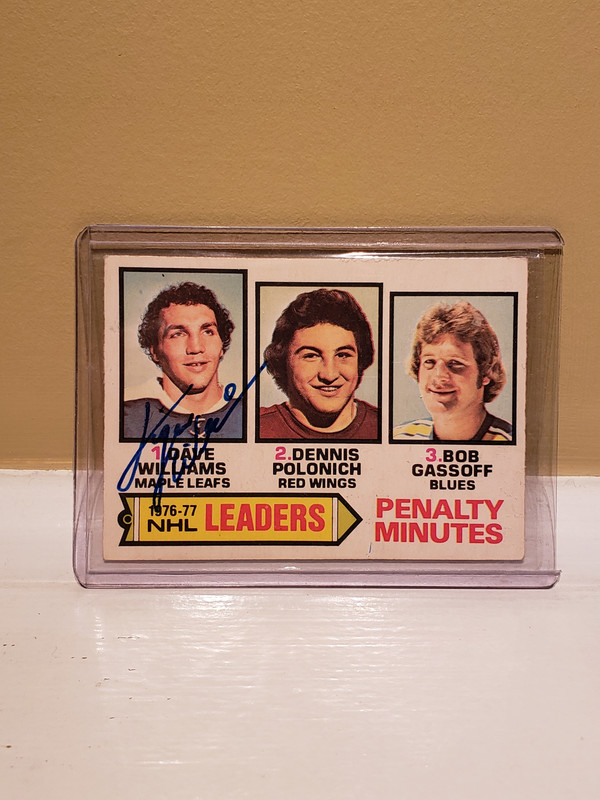 1.DAVE
WILLIAMS
MAPLE LEAFS
2.DENNIS
POLONICH
RED WINGS
3.BOB
GASSOFF
BLUES
1976-77
NHL LEADERS
PENALTY
MINUTES